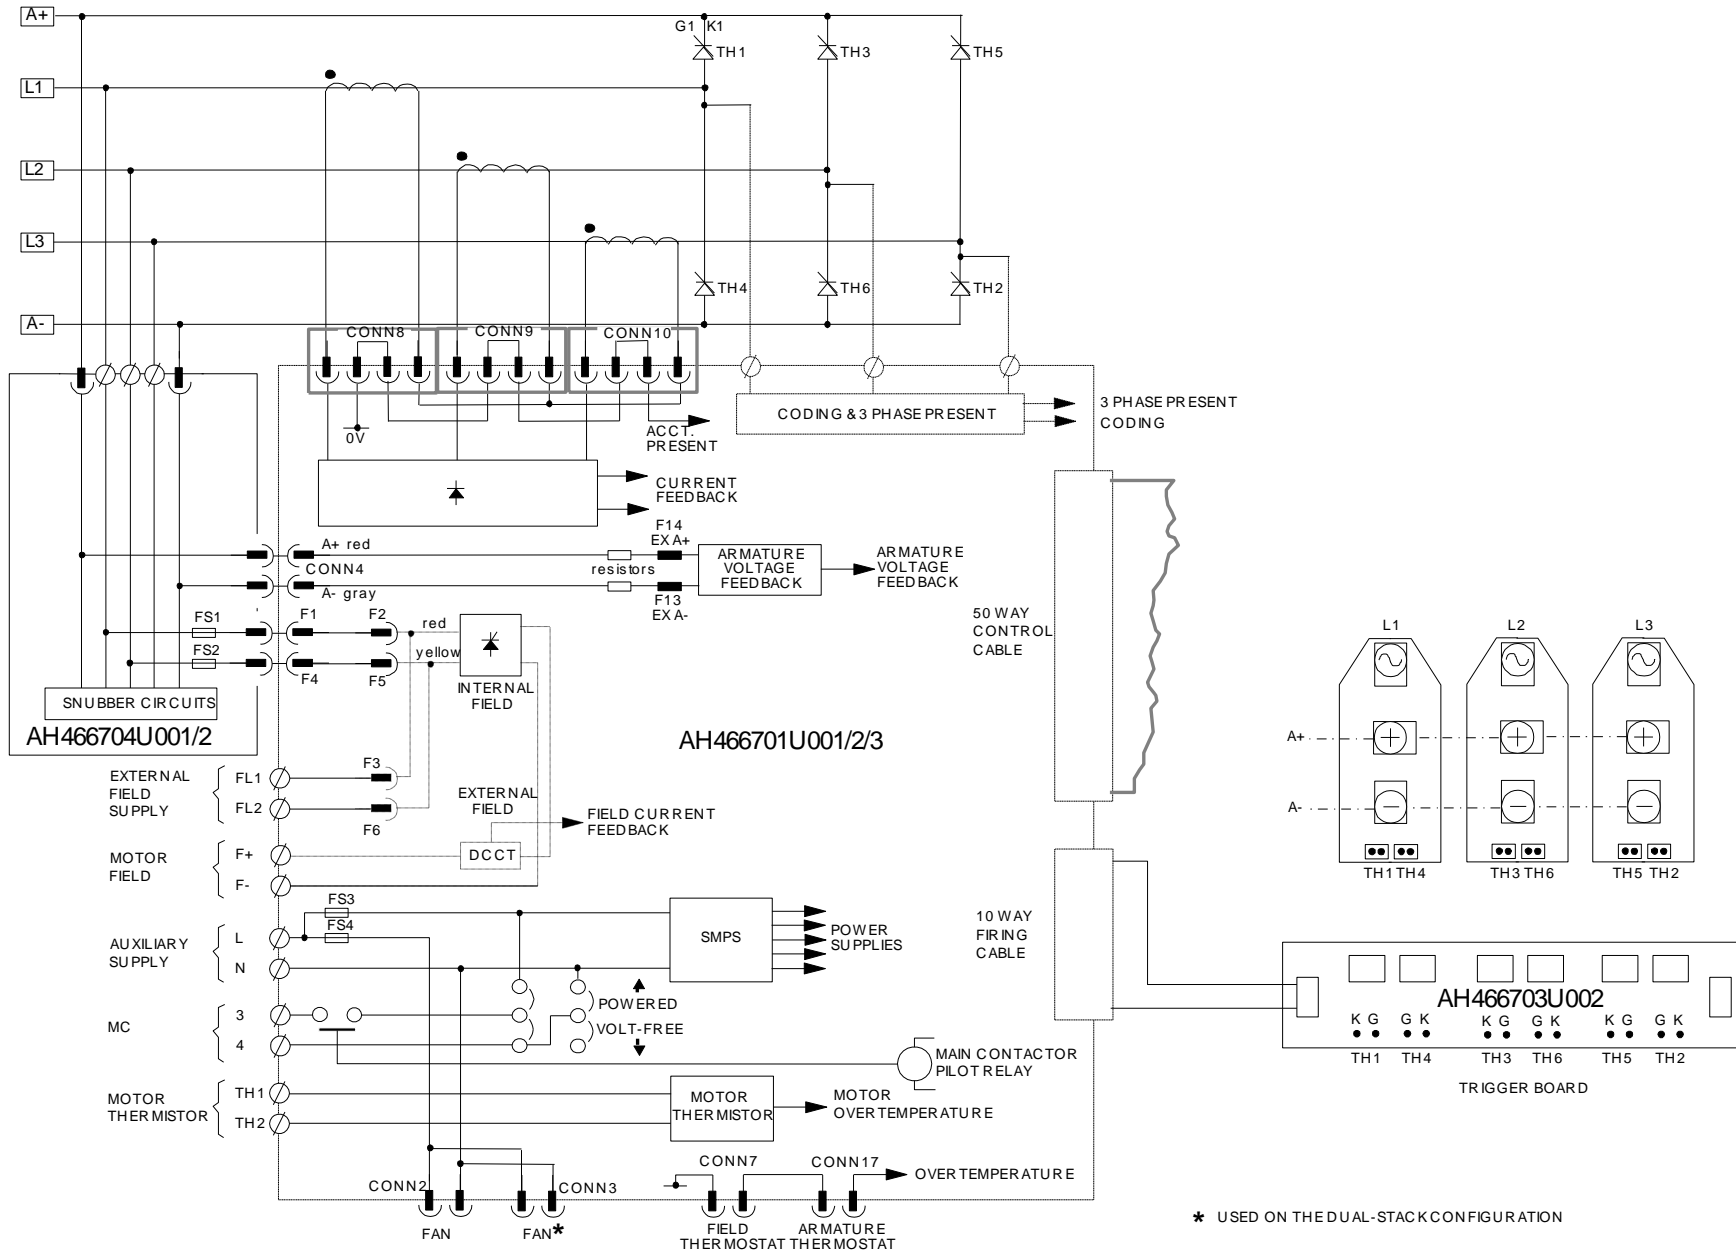 A+
G1 K1
TH1
TH3
TH5
L1
L2
L3
TH4
TH6
TH2
A-
CONN8
CONN9
CONN10
0V
ACCT.
PRESENT
CODING & 3 PHASE PRESENT
3 PHASE PRESENT
CODING
CURRENT
FEEDBACK
A+ red
CONN4
A- gray
resistors
F14
EXA+
F13
EXA-
ARMATURE
VOLTAGE
FEEDBACK
ARMATURE
VOLTAGE
FEEDBACK
FS1
FS2
F1
F2
F4
F5
red
yellow
INTERNAL
FIELD
SNUBBER CIRCUITS
AH466704U001/2
AH466701U001/2/3
50 WAY
CONTROL
CABLE
EXTERNAL
FIELD
SUPPLY
FL1
FL2
F3
F6
EXTERNAL
FIELD
FIELD CURRENT
FEEDBACK
DCCT
MOTOR
FIELD
F+
F-
FS3
FS4
AUXILIARY
SUPPLY
L
N
SMPS
POWER
SUPPLIES
10 WAY
FIRING
CABLE
MC
3
4
POWERED
VOLT-FREE
MAIN CONTACTOR
PILOT RELAY
MOTOR
THERMISTOR
TH1
TH2
MOTOR
THERMISTOR
MOTOR
OVERTEMPERATURE
CONN2
CONN3
FAN
FAN*
CONN7
CONN17
OVERTEMPERATURE
FIELD
THERMOSTAT
ARMATURE
THERMOSTAT
L1
L2
L3
A+
A-
TH1 TH4
TH3 TH6
TH5 TH2
AH466703U002
K G
G K
K G
G K
K G
G K
TH1
TH4
TH3
TH6
TH5
TH2
TRIGGER BOARD
* USED ON THE DUAL-STACK CONFIGURATION